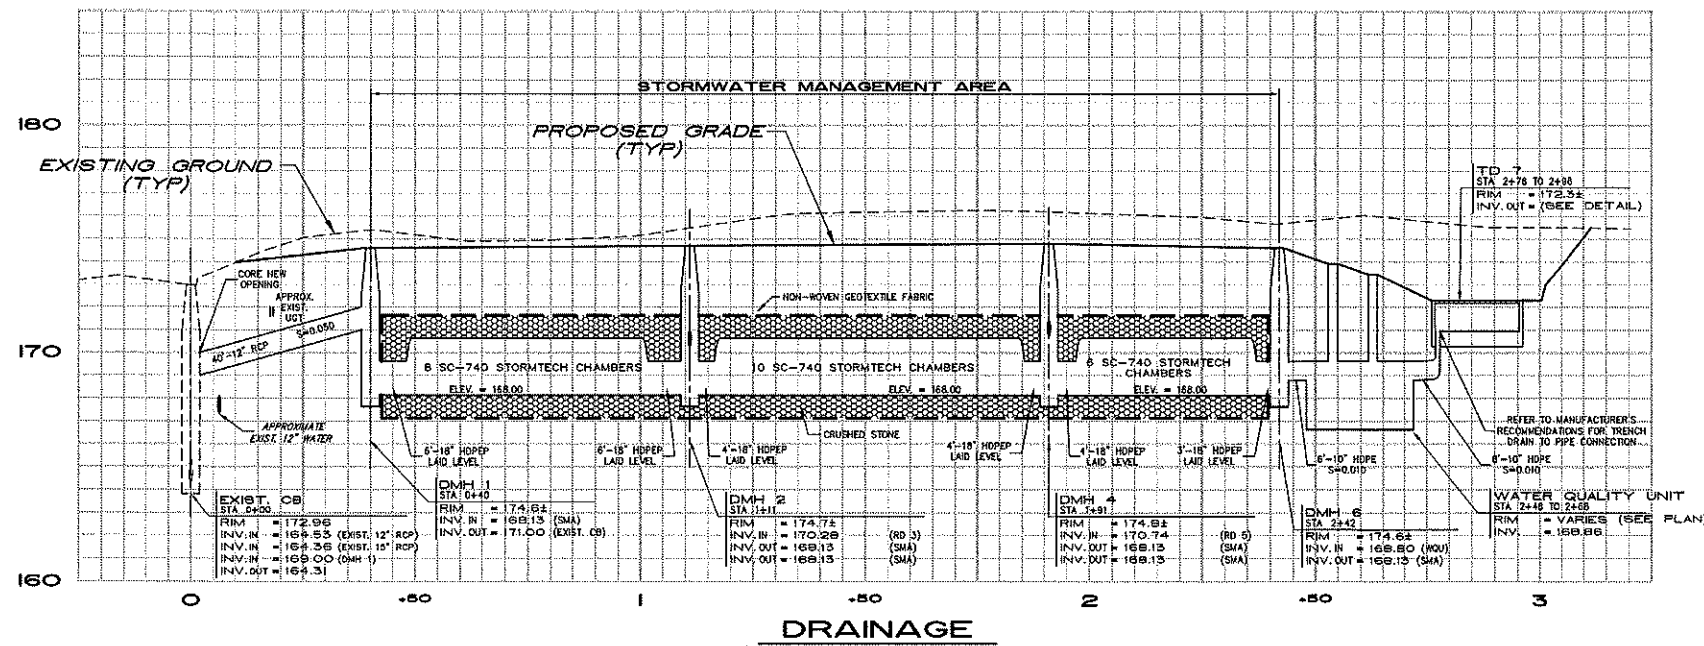 STORMWATER MANAGEMENT AREA
180
PROPOSED GRADE
(TYP)
EXISTING GROUND
(TYP)
TD 7
STA 2+76 TO 2+98
RIM = 172.3±
INV. OUT = (SEE DETAIL)
CORE NEW
OPENING
APPROX.
EXIST.
UGT
NON-WOVEN GEOTEXTILE FABRIC
S=0.050
40'-12" RCP
170
8 SC-740 STORMTECH CHAMBERS
10 SC-740 STORMTECH CHAMBERS
6 SC-740 STORMTECH
CHAMBERS
ELEV. = 168.00
ELEV. = 168.00
ELEV. = 168.00
APPROXIMATE
EXIST. 12" WATER
CRUSHED STONE
REFER TO MANUFACTURER'S
RECOMMENDATIONS FOR TRENCH
DRAIN TO PIPE CONNECTION
6'-18" HDPEP
LAID LEVEL
6'-18" HDPEP
LAID LEVEL
4'-18" HDPEP
LAID LEVEL
4'-18" HDPEP
LAID LEVEL
4'-18" HDPEP
LAID LEVEL
3'-18" HDPEP
LAID LEVEL
6'-10" HDPE
S=0.010
8'-10" HDPE
S=0.010
EXIST. CB
STA 0+00
RIM = 172.96
INV. IN = 164.53 (EXIST. 12" RCP)
INV. IN = 164.36 (EXIST. 15" RCP)
INV. IN = 169.00 (DMH 1)
INV. OUT = 164.31
DMH 1
STA 0+40
RIM = 174.6±
INV. IN = 168.13 (SMA)
INV. OUT = 171.00 (EXIST. CB)
DMH 2
STA 1+11
RIM = 174.7±
INV. IN = 170.28 (RD 3)
INV. OUT = 168.13 (SMA)
INV. OUT = 168.13 (SMA)
DMH 4
STA 1+91
RIM = 174.8±
INV. IN = 170.74 (RD 5)
INV. OUT = 168.13 (SMA)
INV. OUT = 168.13 (SMA)
DMH 6
STA 2+42
RIM = 174.6±
INV. IN = 168.80 (WQU)
INV. OUT = 168.13 (SMA)
WATER QUALITY UNIT
STA 2+48 TO 2+68
RIM = VARIES (SEE PLAN)
INV. = 168.86
160
0
+50
1
+50
2
+50
3
DRAINAGE